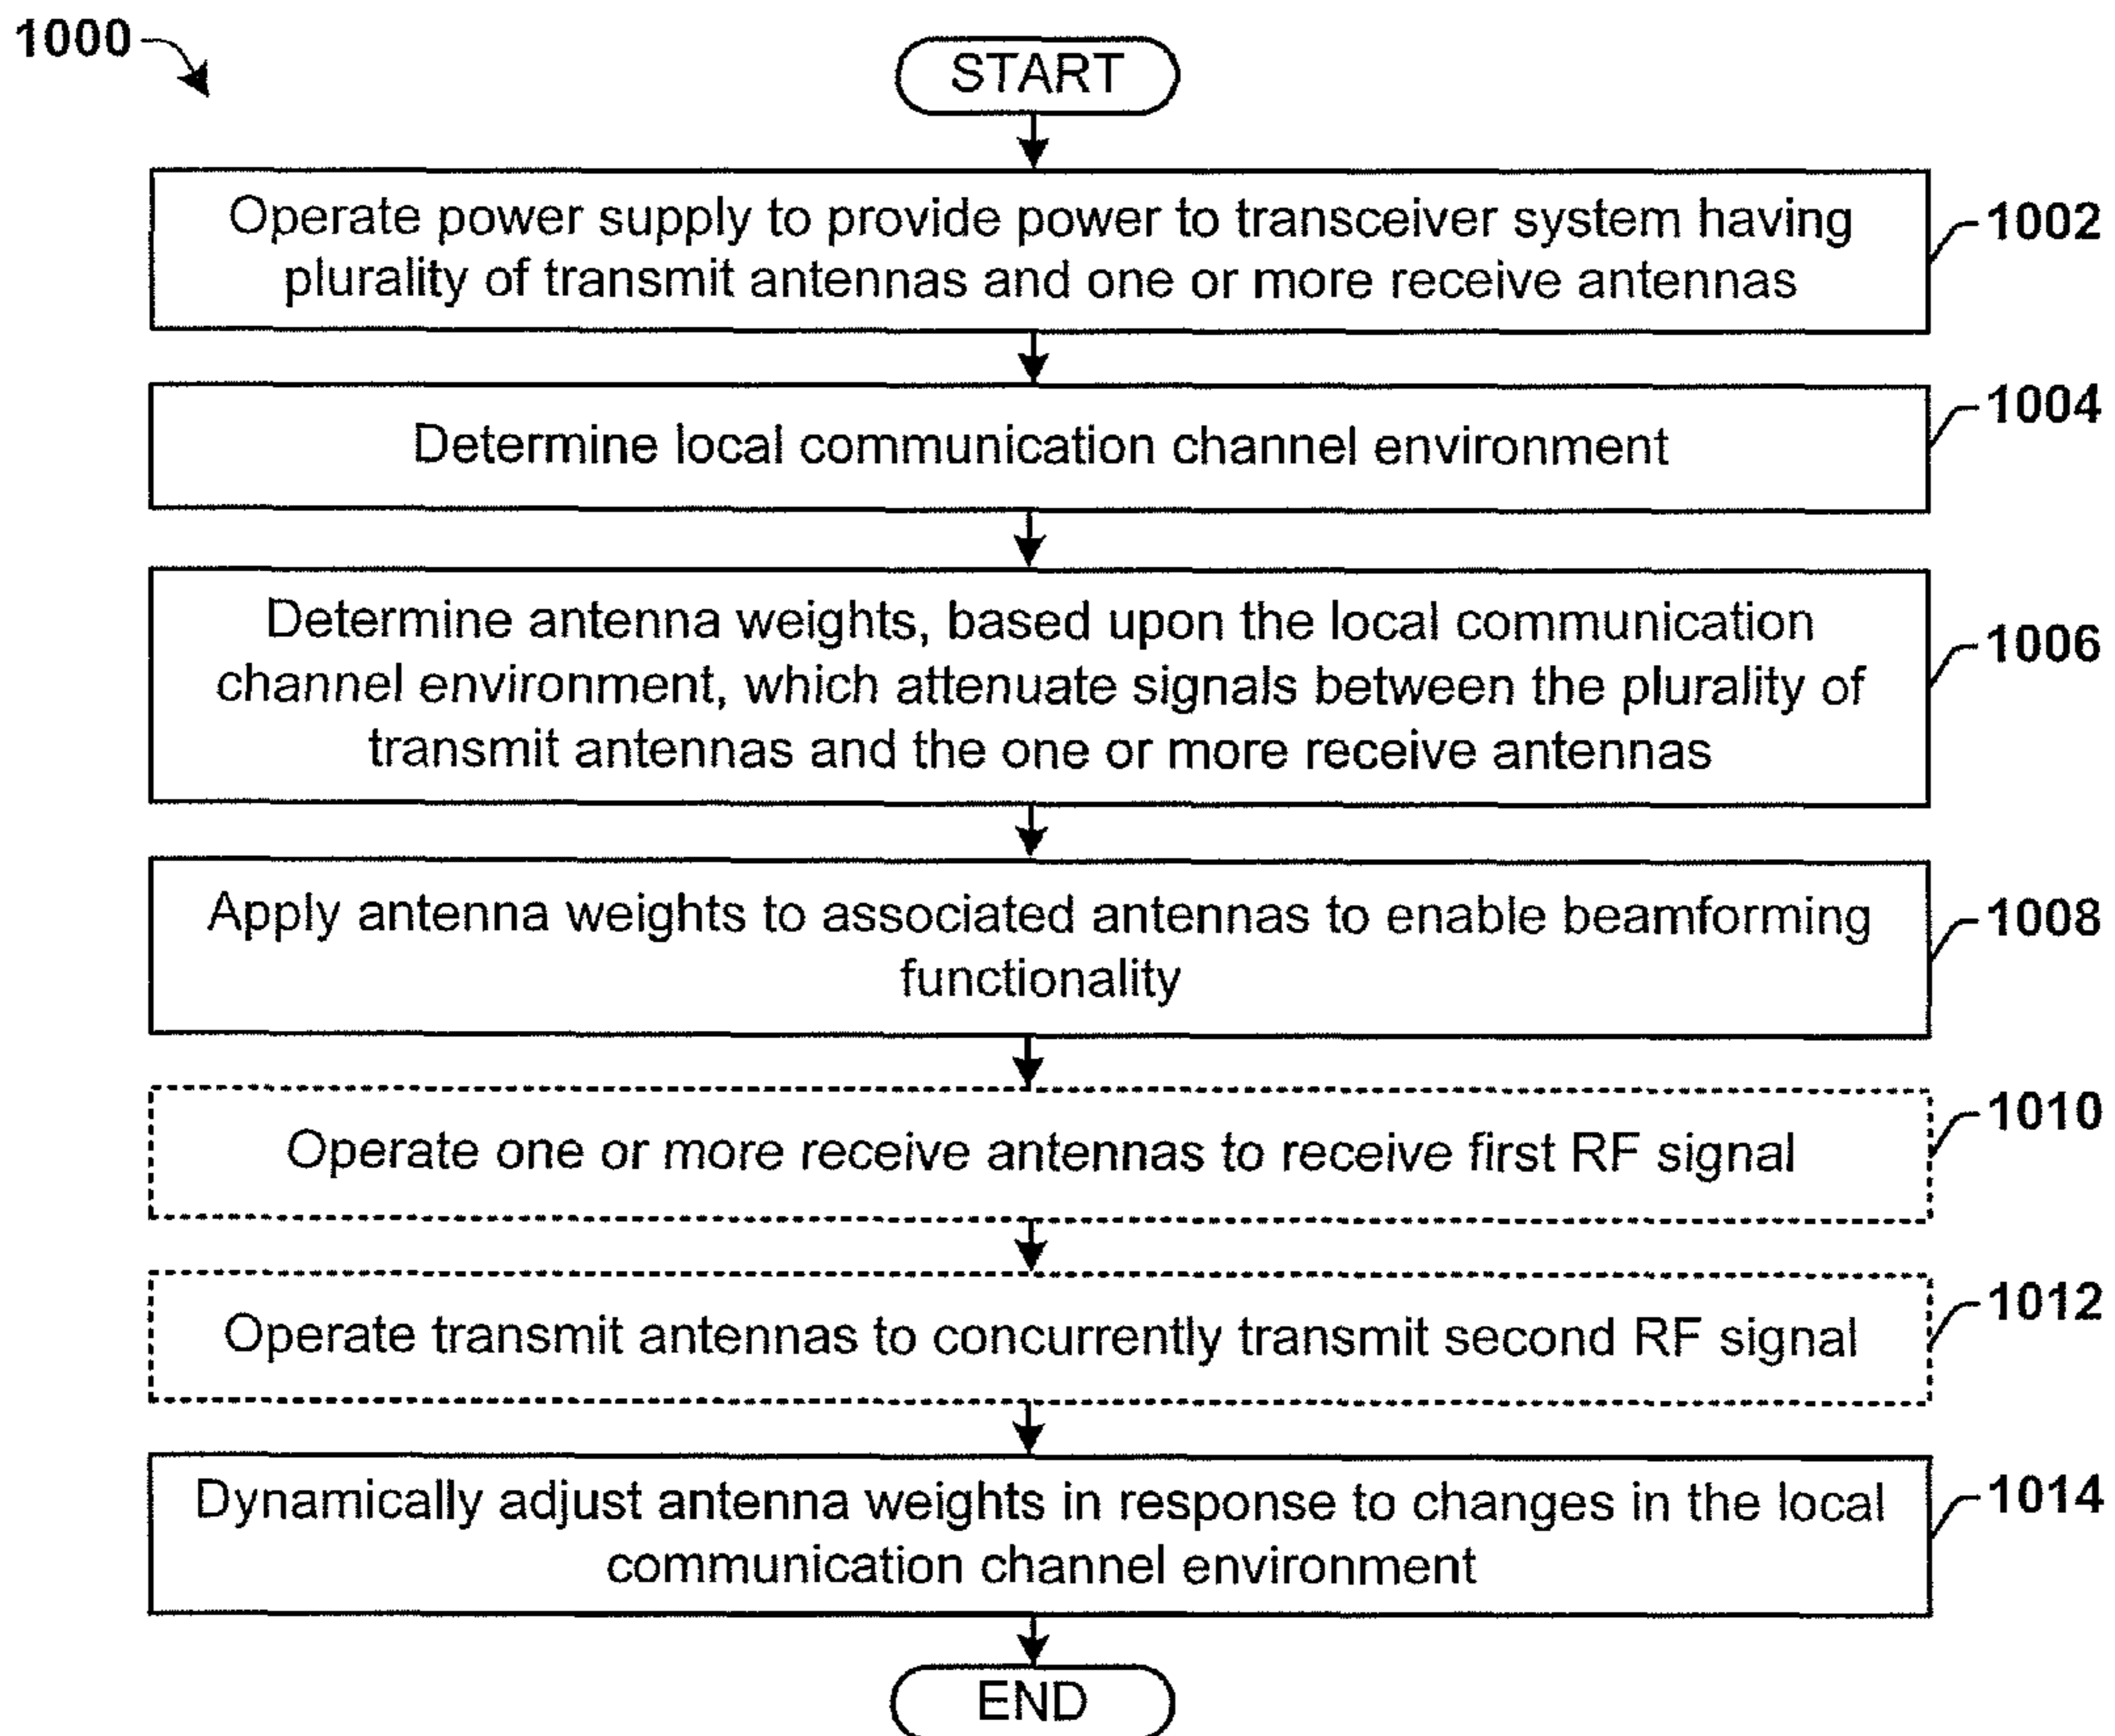 1000
START
Operate power supply to provide power to transceiver system having
plurality of transmit antennas and one or more receive antennas
1002
Determine local communication channel environment
1004
Determine antenna weights, based upon the local communication
channel environment, which attenuate signals between the plurality of
transmit antennas and the one or more receive antennas
1006
Apply antenna weights to associated antennas to enable beamforming
functionality
1008
Operate one or more receive antennas to receive first RF signal
1010
Operate transmit antennas to concurrently transmit second RF signal
1012
Dynamically adjust antenna weights in response to changes in the local
communication channel environment
1014
END